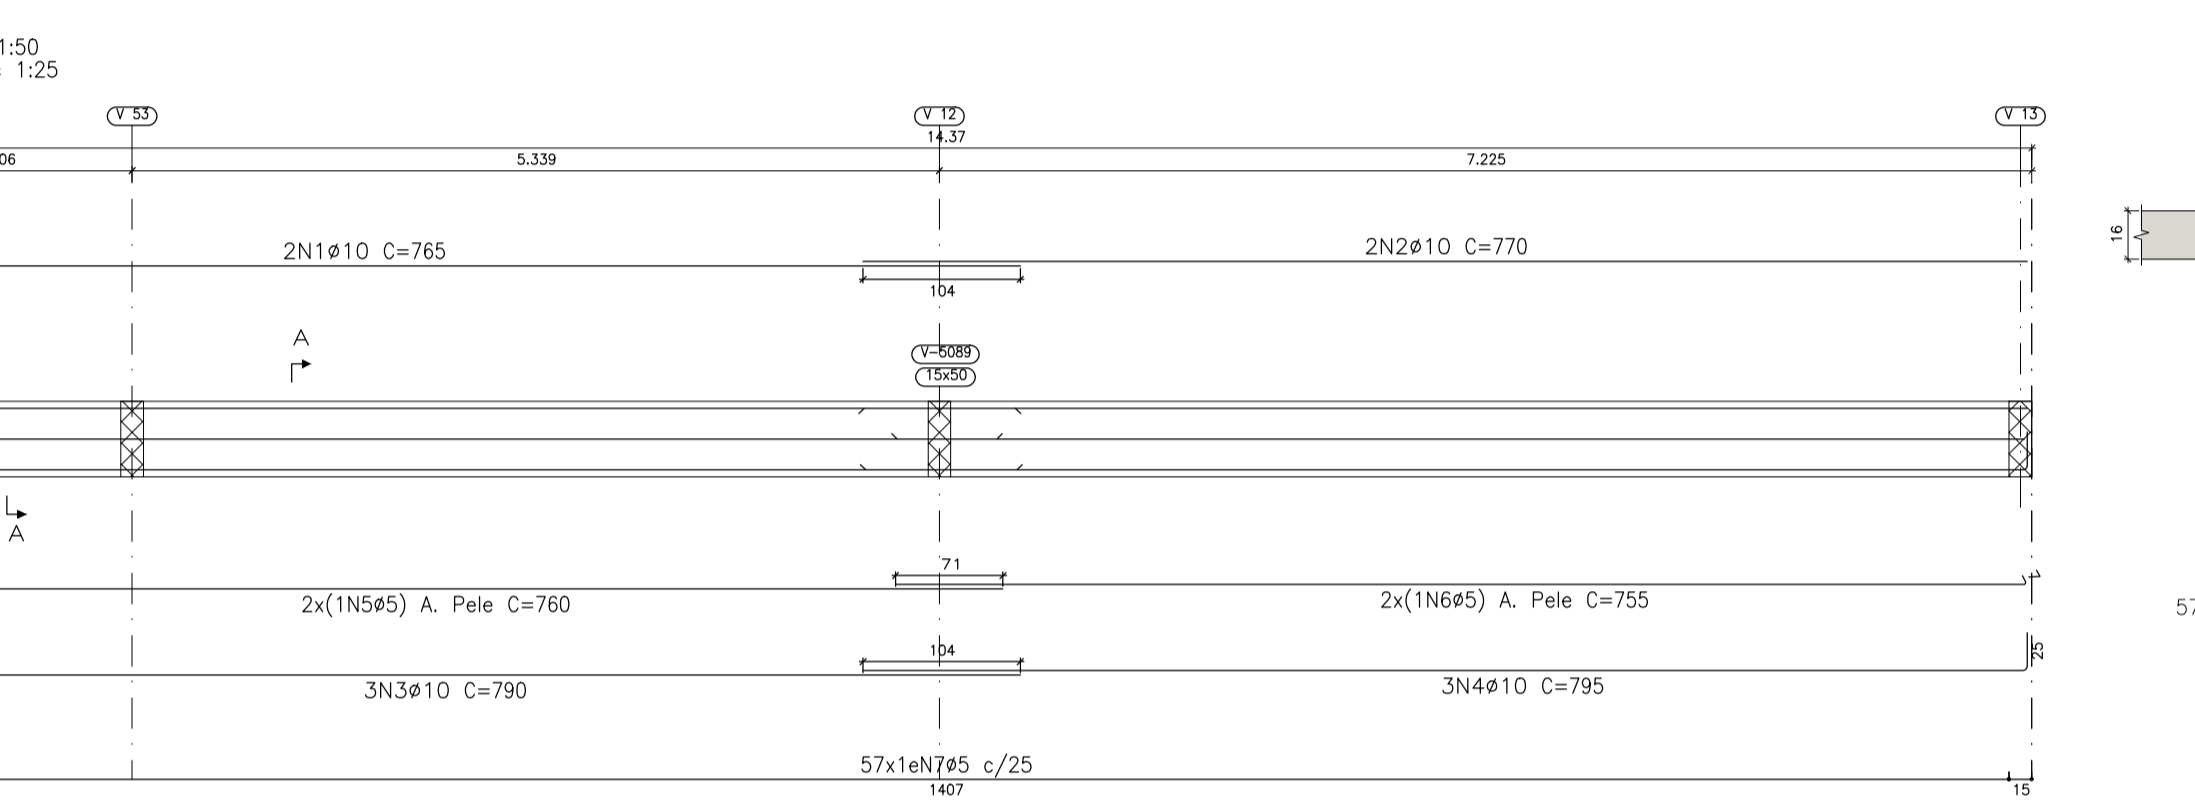 1:50
: 1:25
V 53
V 12
V 13
14.37
06
5.339
7.225
2N1ø10 C=765
2N2ø10 C=770
104
16
A
V-5089
15x50
A
71
2x(1N5ø5) A. Pele C=760
2x(1N6ø5) A. Pele C=755
7
57
104
25
3N3ø10 C=790
3N4ø10 C=795
57x1eN7ø5 c/25
1407
15